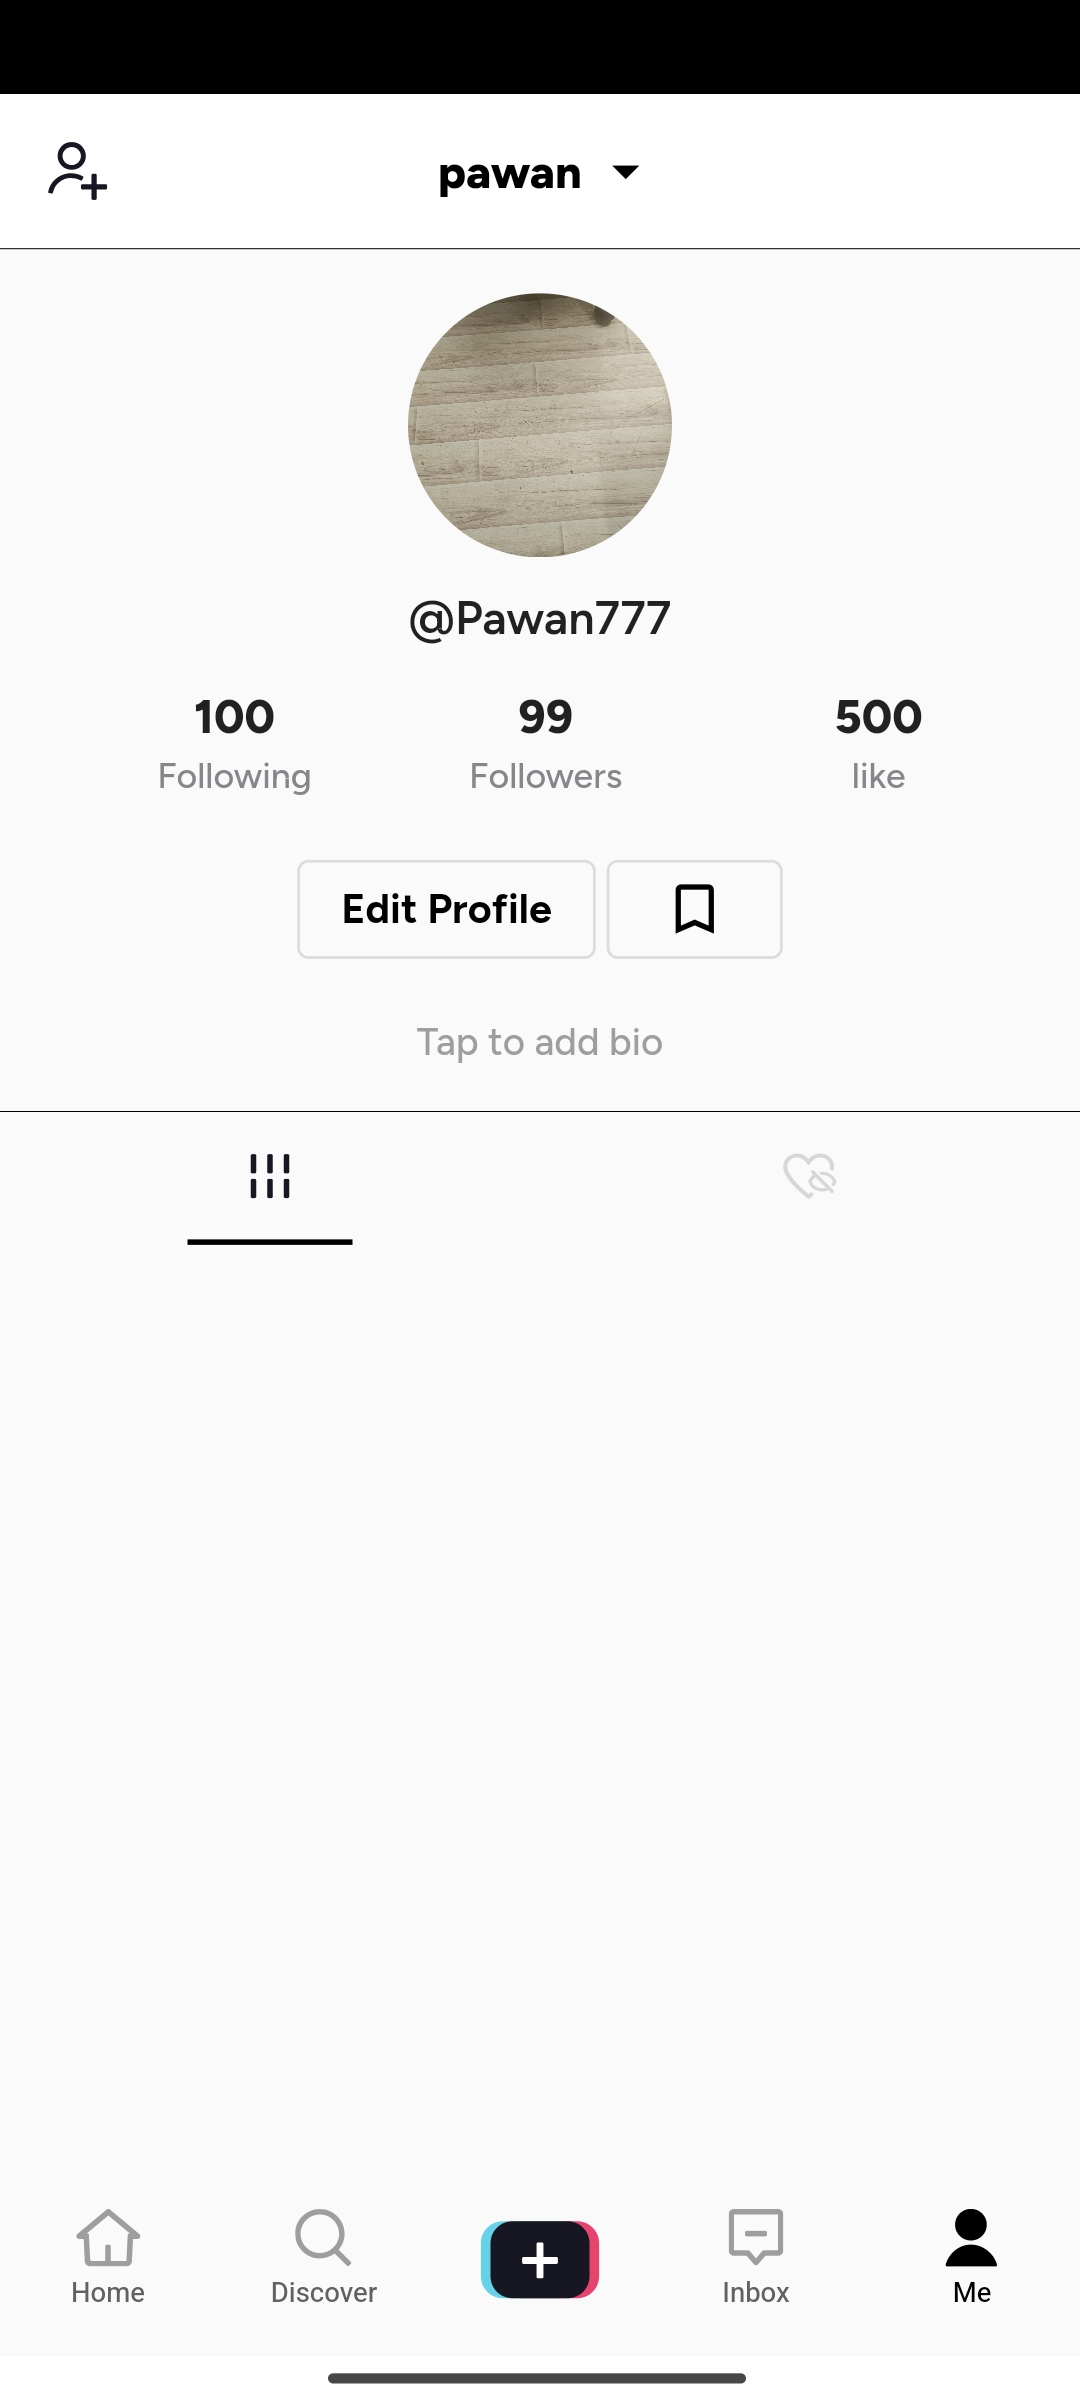 pawan
@Pawan777
100 99 500
Following Followers like
Edit Profile
Tap to add bio
Home Discover Inbox Me